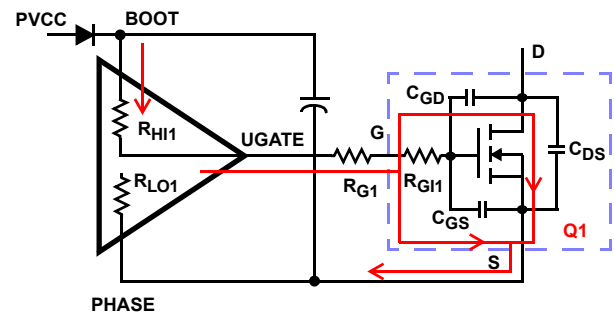 PVCC
BOOT
D
C_GD
R_HI1
UGATE
G
C_DS
R_LO1
R_G1
R_GI1
C_GS
Q1
S
PHASE